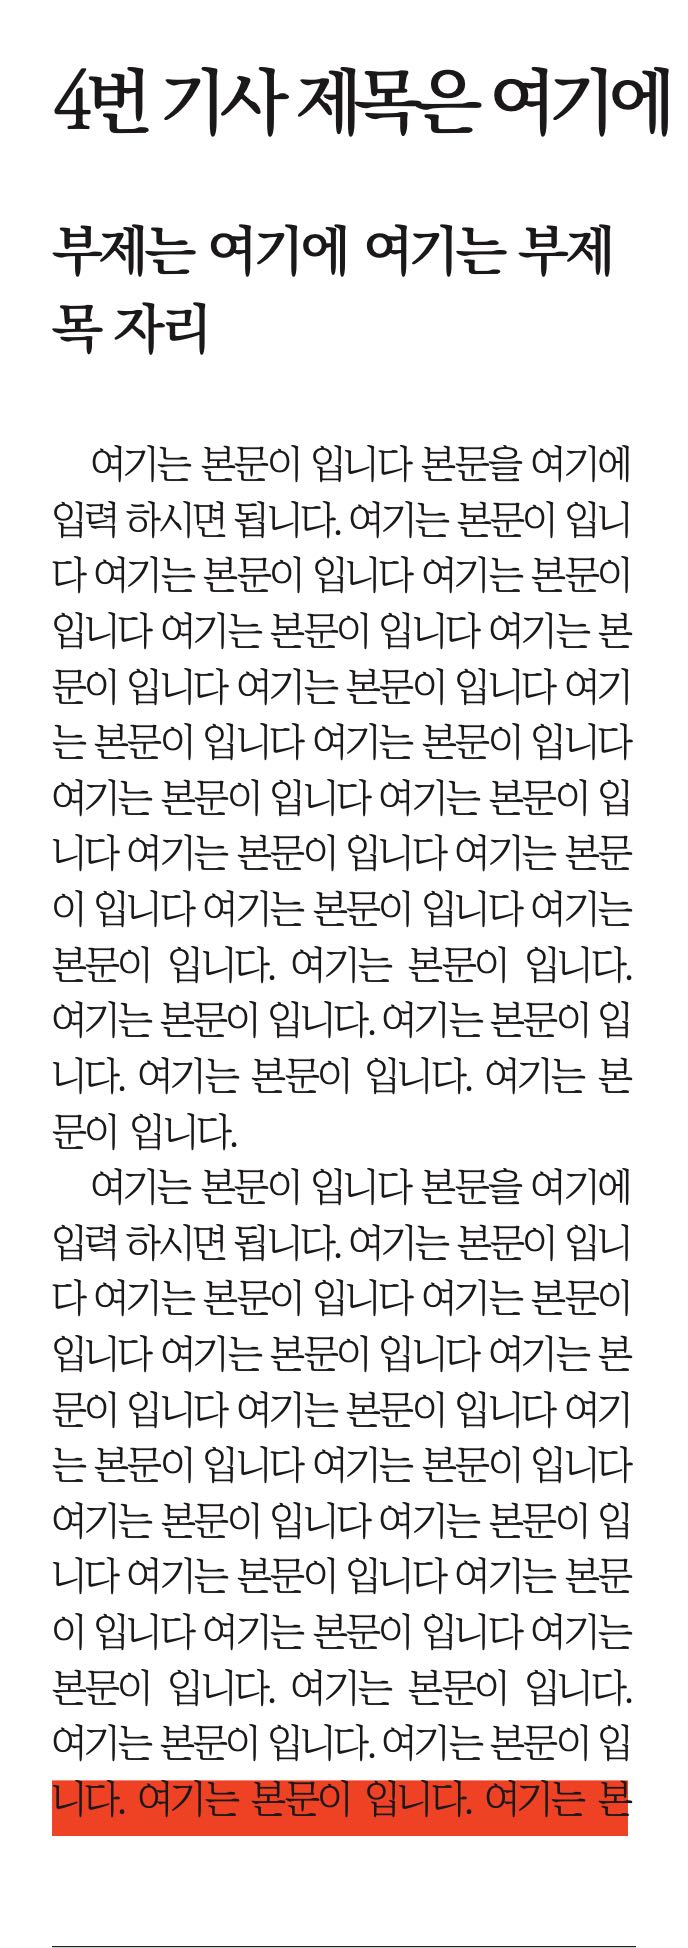 4번 기사 제목은 여기에
부제는 여기에 여기는 부제
목 자리
여기는 본문이 입니다 본문을 여기에
입력 하시면 됩니다. 여기는 본문이 입니
다 여기는 본문이 입니다 여기는 본문이
입니다 여기는 본문이 입니다 여기는 본
문이 입니다 여기는 본문이 입니다 여기
는 본문이 입니다 여기는 본문이 입니다
여기는 본문이 입니다 여기는 본문이 입
니다 여기는 본문이 입니다 여기는 본문
이 입니다 여기는 본문이 입니다 여기는
본문이 입니다. 여기는 본문이 입니다.
여기는 본문이 입니다. 여기는 본문이 입
니다. 여기는 본문이 입니다. 여기는 본
문이 입니다.
여기는 본문이 입니다 본문을 여기에
입력 하시면 됩니다. 여기는 본문이 입니
다 여기는 본문이 입니다 여기는 본문이
입니다 여기는 본문이 입니다 여기는 본
문이 입니다 여기는 본문이 입니다 여기
는 본문이 입니다 여기는 본문이 입니다
여기는 본문이 입니다 여기는 본문이 입
니다 여기는 본문이 입니다 여기는 본문
이 입니다 여기는 본문이 입니다 여기는
본문이 입니다. 여기는 본문이 입니다.
여기는 본문이 입니다. 여기는 본문이 입
니다. 여기는 본문이 입니다. 여기는 본